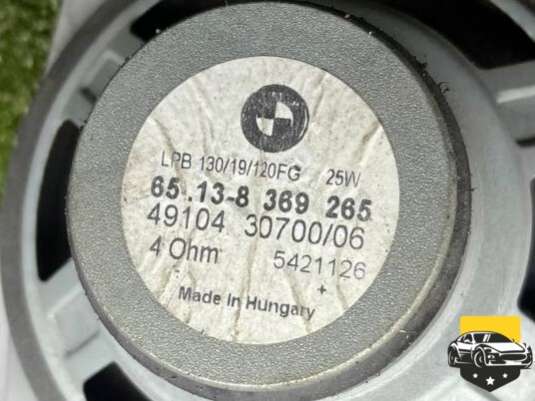 LPB 130/19/120FG 25W
65.13-8 369 265
49104 30700/06
4 Ohm 5421126
Made in Hungary